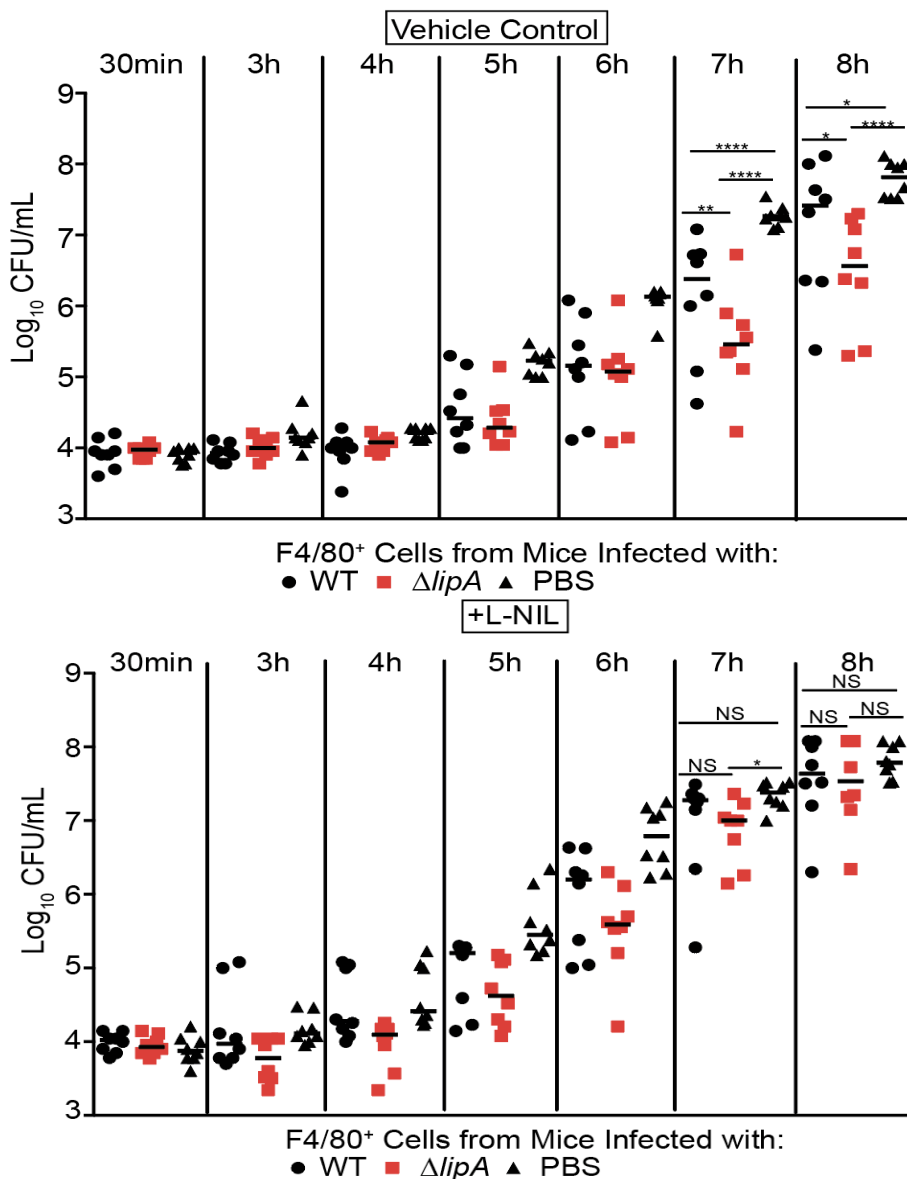 Vehicle Control
30min 3h 4h 5h 6h 7h 8h
* 
* ****
****
****
**
9
8
7
6
5
4
3
Log₁₀ CFU/mL
F4/80⁺ Cells from Mice Infected with:
● WT ■ ΔlipA ▲ PBS
+L-NIL
30min 3h 4h 5h 6h 7h 8h
NS
NS NS
NS
NS *
9
8
7
6
5
4
3
Log₁₀ CFU/mL
F4/80⁺ Cells from Mice Infected with:
● WT ■ ΔlipA ▲ PBS